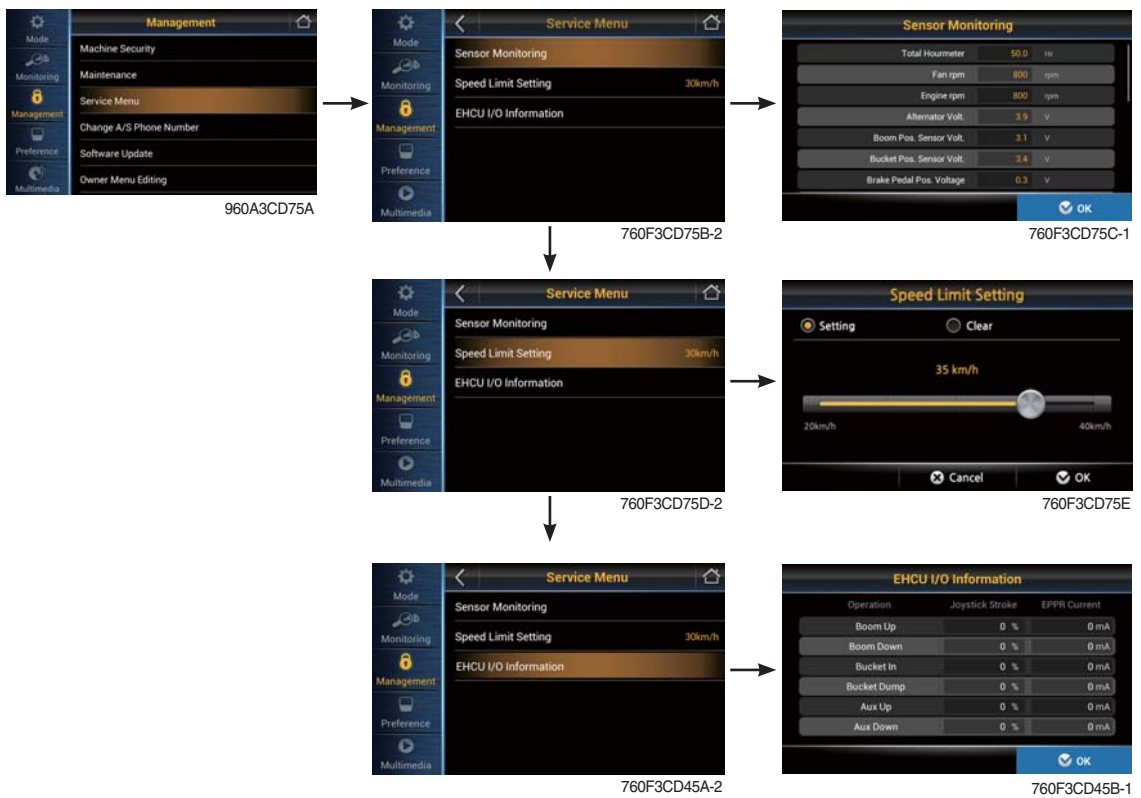 Management
Mode
Monitoring
Management
Preference
Multimedia
Machine Security
Maintenance
Service Menu
Change A/S Phone Number
Software Update
Owner Menu Editing
960A3CD75A
Service Menu
Mode
Monitoring
Management
Preference
Multimedia
Sensor Monitoring
Speed Limit Setting 30km/h
EHCU I/O Information
760F3CD75B-2
Sensor Monitoring
Total Hourmeter 50.0 Hr
Fan rpm 800 rpm
Engine rpm 800 rpm
Alternator Volt. 3.9 V
Boom Pos. Sensor Volt. 3.1 V
Bucket Pos. Sensor Volt. 3.4 V
Brake Pedal Pos. Voltage 0.3 V
OK
760F3CD75C-1
Service Menu
Mode
Monitoring
Management
Preference
Multimedia
Sensor Monitoring
Speed Limit Setting 30km/h
EHCU I/O Information
760F3CD75D-2
Speed Limit Setting
Setting Clear
35 km/h
20km/h 40km/h
Cancel OK
760F3CD75E
Service Menu
Mode
Monitoring
Management
Preference
Multimedia
Sensor Monitoring
Speed Limit Setting 30km/h
EHCU I/O Information
760F3CD45A-2
EHCU I/O Information
Operation Joystick Stroke EPPR Current
Boom Up 0 % 0 mA
Boom Down 0 % 0 mA
Bucket In 0 % 0 mA
Bucket Dump 0 % 0 mA
Aux Up 0 % 0 mA
Aux Down 0 % 0 mA
OK
760F3CD45B-1